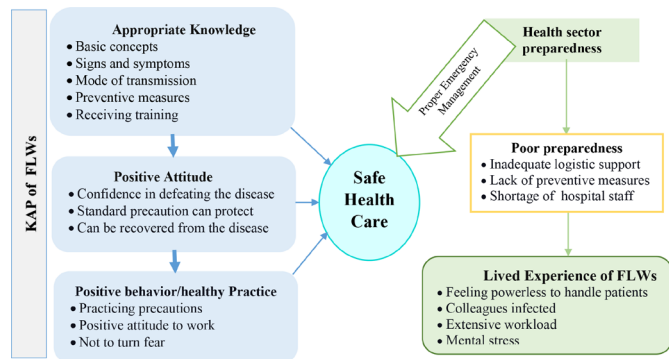 KAP of FLWs
Appropriate Knowledge
• Basic concepts
• Signs and symptoms
• Mode of transmission
• Preventive measures
• Receiving training
Positive Attitude
• Confidence in defeating the disease
• Standard precaution can protect
• Can be recovered from the disease
Positive behavior/healthy Practice
• Practicing precautions
• Positive attitude to work
• Not to turn fear
Safe
Health
Care
Proper Emergency
Management
Health sector
preparedness
Poor preparedness
• Inadequate logistic support
• Lack of preventive measures
• Shortage of hospital staff
Lived Experience of FLWs
• Feeling powerless to handle patients
• Colleagues infected
• Extensive workload
• Mental stress